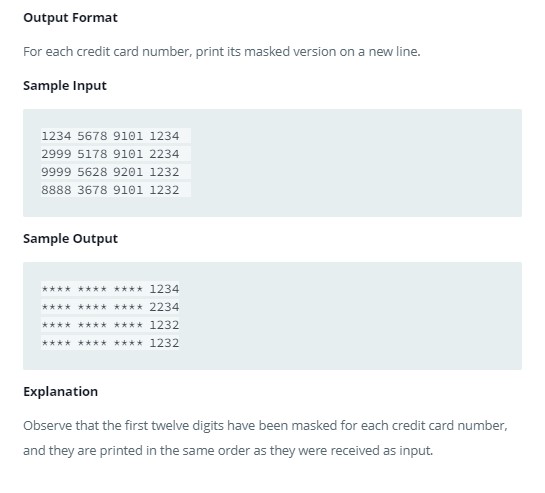 Output Format
For each credit card number, print its masked version on a new line.
Sample Input
1234 5678 9101 1234
2999 5178 9101 2234
9999 5628 9201 1232
8888 3678 9101 1232
Sample Output
**** **** **** 1234
**** **** **** 2234
**** **** **** 1232
**** **** **** 1232
Explanation
Observe that the first twelve digits have been masked for each credit card number,
and they are printed in the same order as they were received as input.